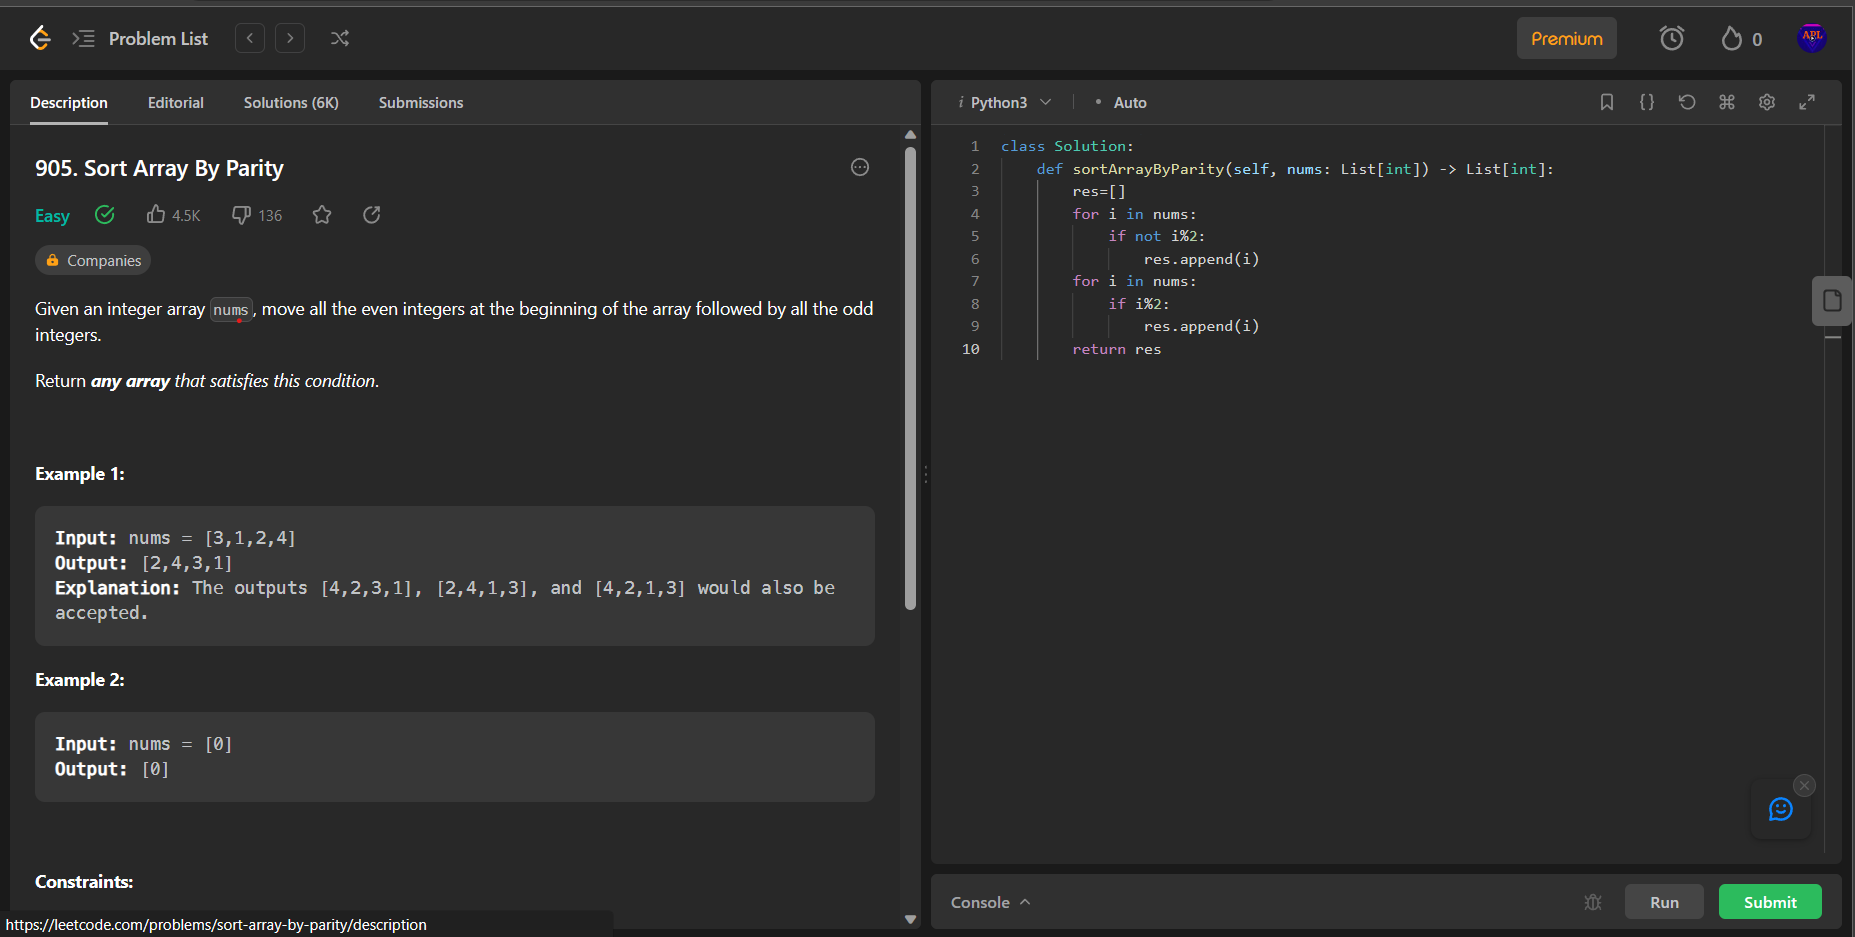 Problem List
Premium
0
APL
Description Editorial Solutions (6K) Submissions
905. Sort Array By Parity
Easy 4.5K 136
Companies
Given an integer array nums, move all the even integers at the beginning of the array followed by all the odd
integers.
Return any array that satisfies this condition.
Example 1:
Input: nums = [3,1,2,4]
Output: [2,4,3,1]
Explanation: The outputs [4,2,3,1], [2,4,1,3], and [4,2,1,3] would also be
accepted.
Example 2:
Input: nums = [0]
Output: [0]
Constraints:
https://leetcode.com/problems/sort-array-by-parity/description
i Python3 • Auto
1 class Solution:
2     def sortArrayByParity(self, nums: List[int]) -> List[int]:
3         res=[]
4         for i in nums:
5             if not i%2:
6                 res.append(i)
7         for i in nums:
8             if i%2:
9                 res.append(i)
10         return res
Console
Run Submit